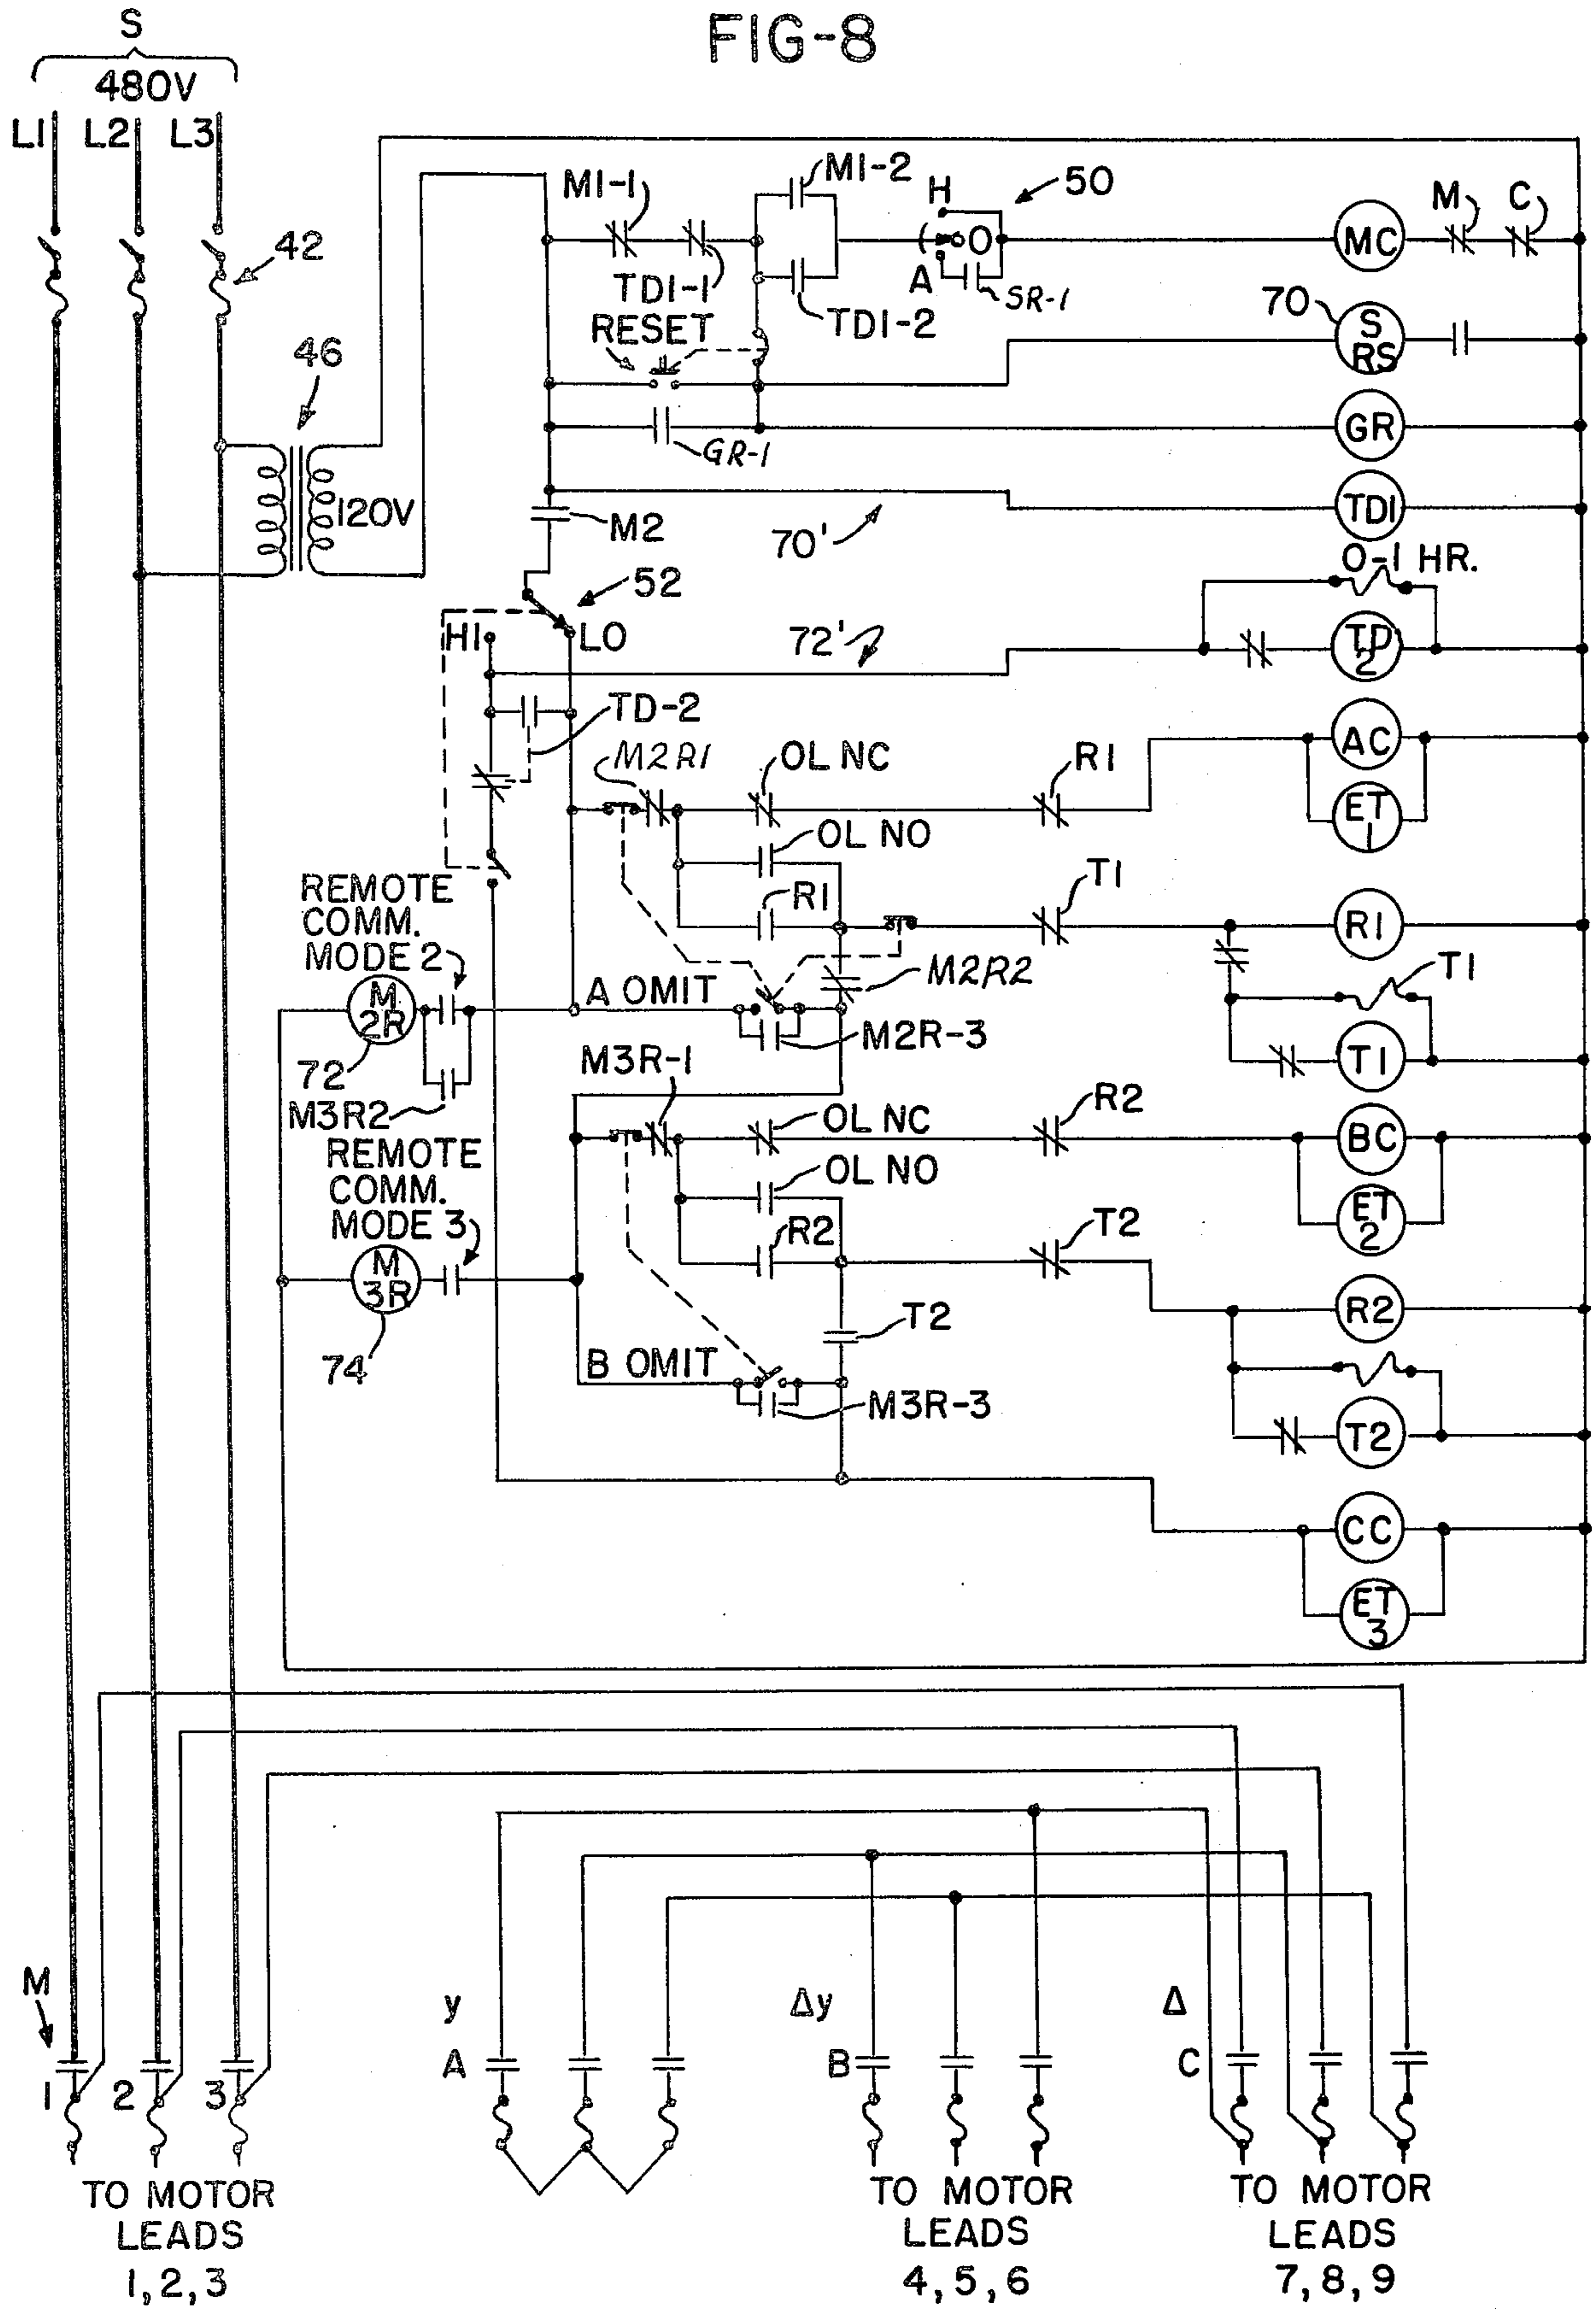 FIG-8
S
480V
L1 L2 L3
42
46
120V
M1-1
M1-2
TD1-1
TD1-2
H
O
A
50
SR-1
MC
M
C
RESET
70
S
RS
GR-1
GR
M2
70'
TD1
O-1 HR.
52
HI
LO
72'
TD
2
TD-2
M2R1
OL NC
R1
AC
ET
1
OL NO
R1
T1
R1
REMOTE
COMM.
MODE 2
M
2R
A OMIT
M2R2
M2R-3
T1
T1
72
M3R2
M3R-1
OL NC
R2
BC
OL NO
ET
2
REMOTE
COMM.
MODE 3
R2
T2
M
3R
R2
74
T2
B OMIT
M3R-3
T2
CC
ET
3
M
y
Δy
Δ
A
B
C
1 2 3
TO MOTOR
LEADS
1, 2, 3
TO MOTOR
LEADS
4, 5, 6
TO MOTOR
LEADS
7, 8, 9